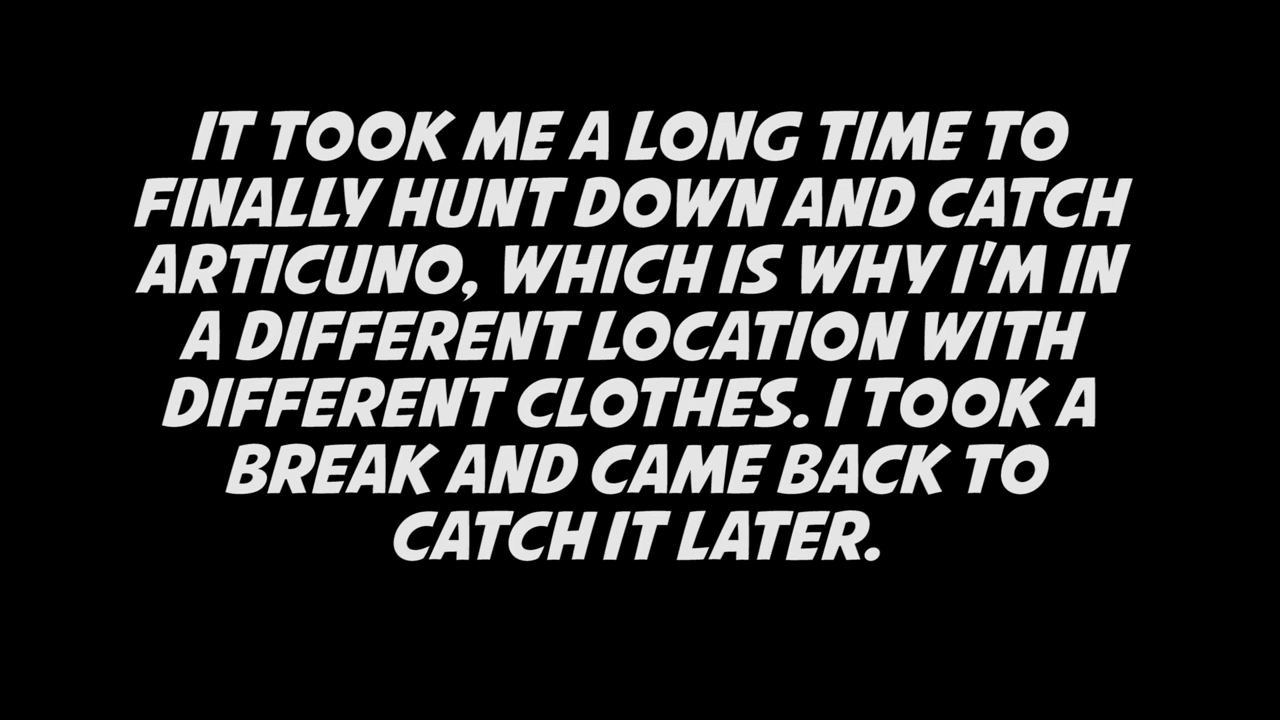 IT TOOK ME A LONG TIME TO
FINALLY HUNT DOWN AND CATCH
ARTICUNO, WHICH IS WHY I'M IN
A DIFFERENT LOCATION WITH
DIFFERENT CLOTHES. I TOOK A
BREAK AND CAME BACK TO
CATCH IT LATER.